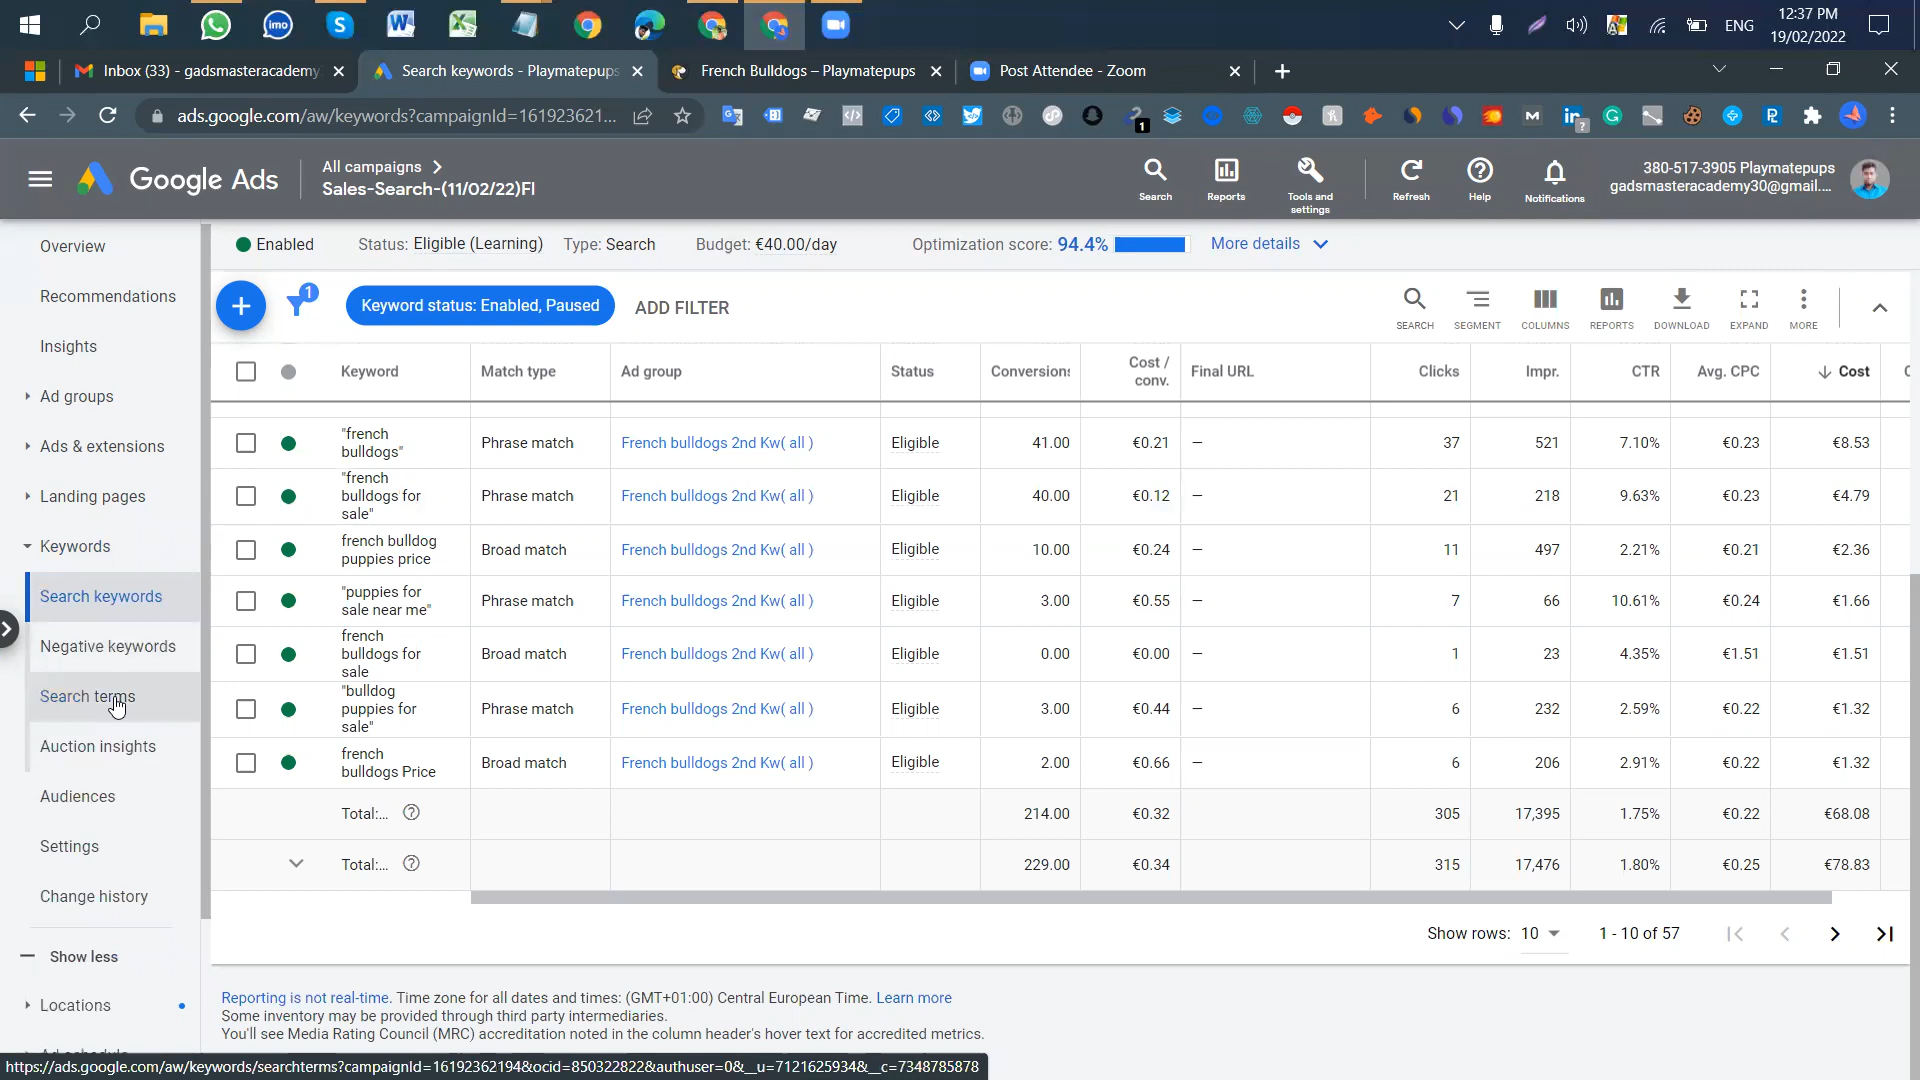 imo
ENG
12:37 PM
19/02/2022
Inbox (33) - gadsmasteracademy
Search keywords - Playmatepups
French Bulldogs – Playmatepups
Post Attendee - Zoom
ads.google.com/aw/keywords?campaignId=161923621...
1
Google Ads
All campaigns
Sales-Search-(11/02/22)FI
Search
Reports
Tools and
settings
Refresh
Help
Notifications
380-517-3905 Playmatepups
gadsmasteracademy30@gmail....
Overview
Recommendations
Insights
Ad groups
Ads & extensions
Landing pages
Keywords
Search keywords
Negative keywords
Search terms
Auction insights
Audiences
Settings
Change history
Show less
Locations
Enabled
Status: Eligible (Learning)
Type: Search
Budget: €40.00/day
Optimization score: 94.4%
More details
1
Keyword status: Enabled, Paused
ADD FILTER
SEARCH
SEGMENT
COLUMNS
REPORTS
DOWNLOAD
EXPAND
MORE
Keyword Match type Ad group Status Conversions Cost / conv. Final URL Clicks Impr. CTR Avg. CPC Cost
"french bulldogs" Phrase match French bulldogs 2nd Kw( all ) Eligible 41.00 €0.21 – 37 521 7.10% €0.23 €8.53
"french bulldogs for sale" Phrase match French bulldogs 2nd Kw( all ) Eligible 40.00 €0.12 – 21 218 9.63% €0.23 €4.79
french bulldog puppies price Broad match French bulldogs 2nd Kw( all ) Eligible 10.00 €0.24 – 11 497 2.21% €0.21 €2.36
"puppies for sale near me" Phrase match French bulldogs 2nd Kw( all ) Eligible 3.00 €0.55 – 7 66 10.61% €0.24 €1.66
french bulldogs for sale Broad match French bulldogs 2nd Kw( all ) Eligible 0.00 €0.00 – 1 23 4.35% €1.51 €1.51
"bulldog puppies for sale" Phrase match French bulldogs 2nd Kw( all ) Eligible 3.00 €0.44 – 6 232 2.59% €0.22 €1.32
french bulldogs Price Broad match French bulldogs 2nd Kw( all ) Eligible 2.00 €0.66 – 6 206 2.91% €0.22 €1.32
Total:... 214.00 €0.32 305 17,395 1.75% €0.22 €68.08
Total:... 229.00 €0.34 315 17,476 1.80% €0.25 €78.83
Show rows: 10
1 - 10 of 57
Reporting is not real-time. Time zone for all dates and times: (GMT+01:00) Central European Time. Learn more
Some inventory may be provided through third party intermediaries.
You'll see Media Rating Council (MRC) accreditation noted in the column header's hover text for accredited metrics.
https://ads.google.com/aw/keywords/searchterms?campaignId=16192362194&ocid=850322822&authuser=0&__u=7121625934&__c=7348785878